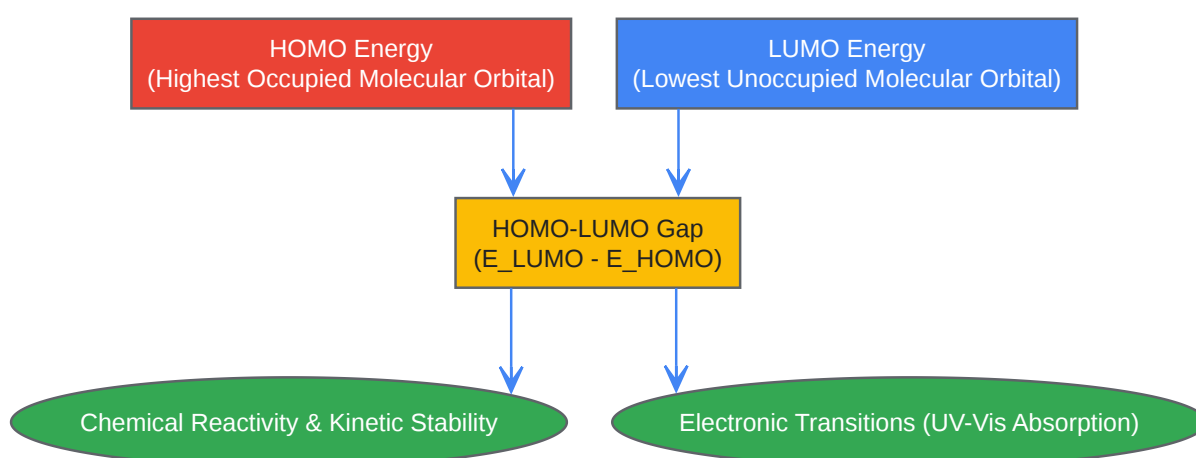 HOMO Energy
(Highest Occupied Molecular Orbital)
LUMO Energy
(Lowest Unoccupied Molecular Orbital)
HOMO-LUMO Gap
(E_LUMO - E_HOMO)
Chemical Reactivity & Kinetic Stability
Electronic Transitions (UV-Vis Absorption)